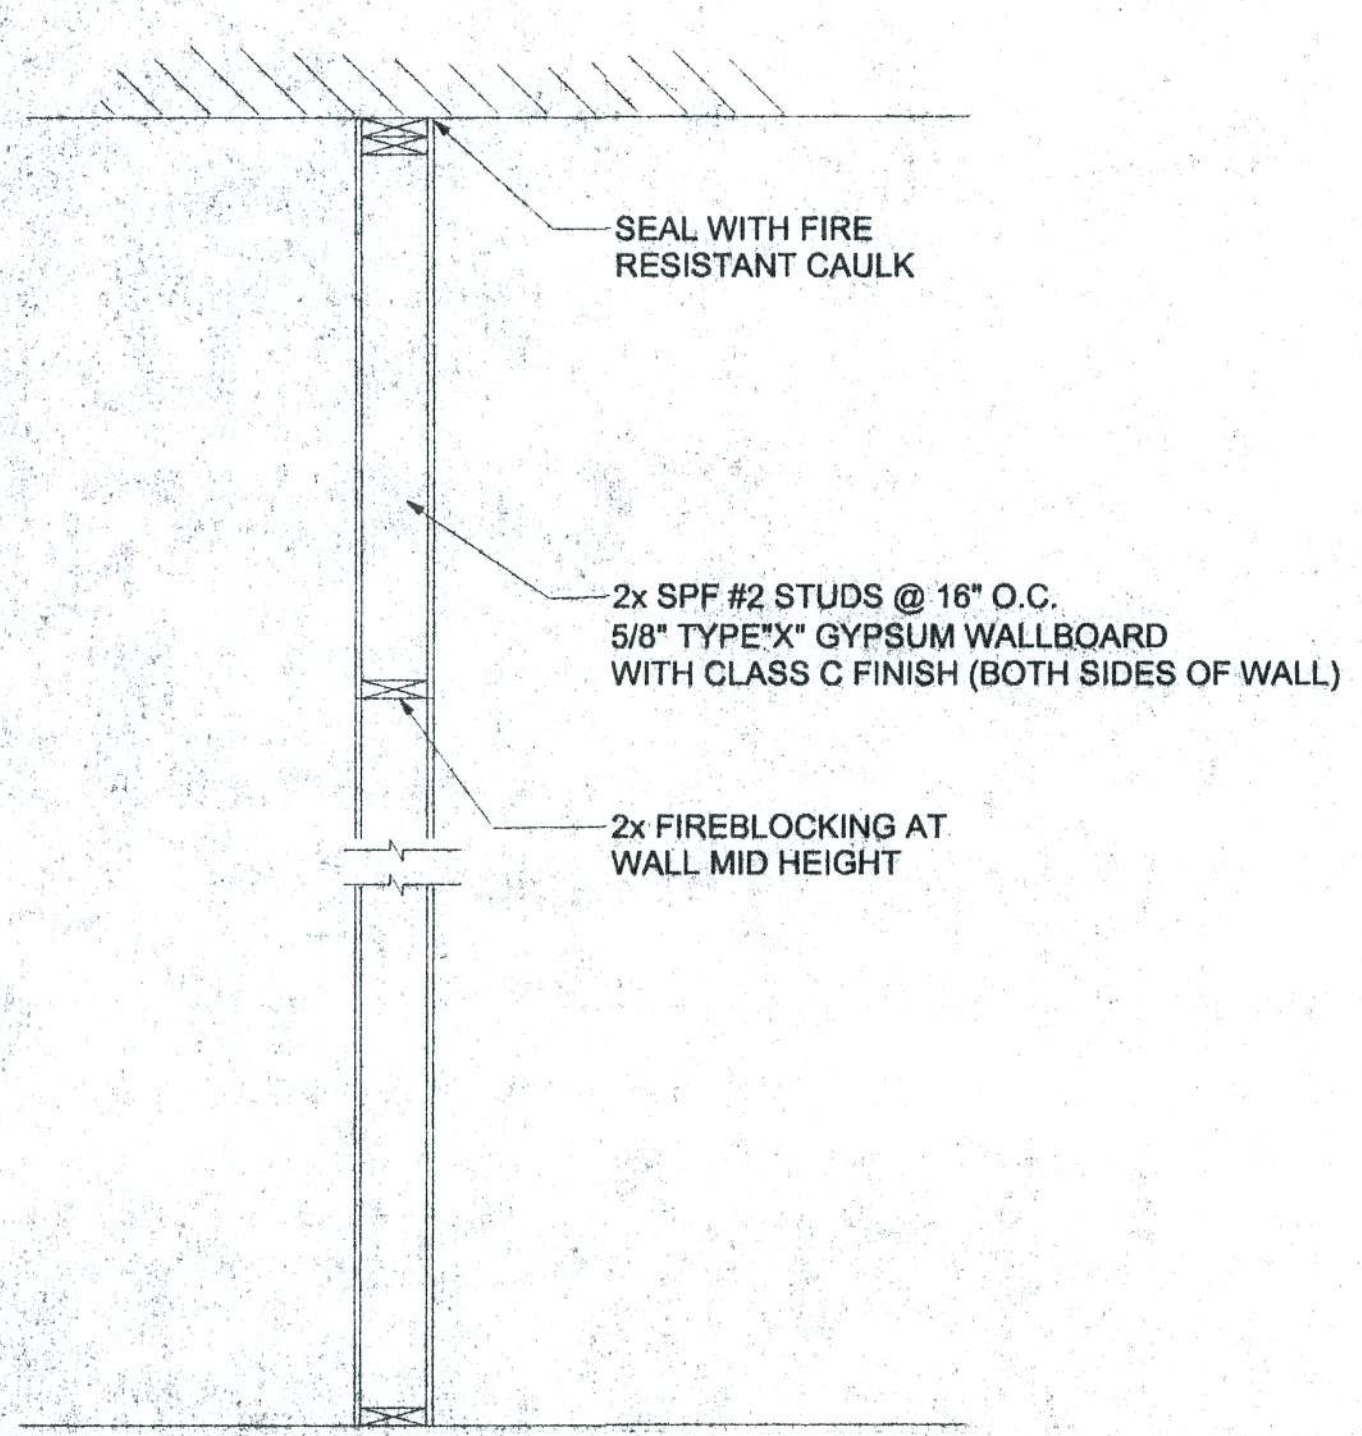 SEAL WITH FIRE
RESISTANT CAULK
2x SPF #2 STUDS @ 16" O.C.
5/8" TYPE"X" GYPSUM WALLBOARD
WITH CLASS C FINISH (BOTH SIDES OF WALL)
2x FIREBLOCKING AT
WALL MID HEIGHT